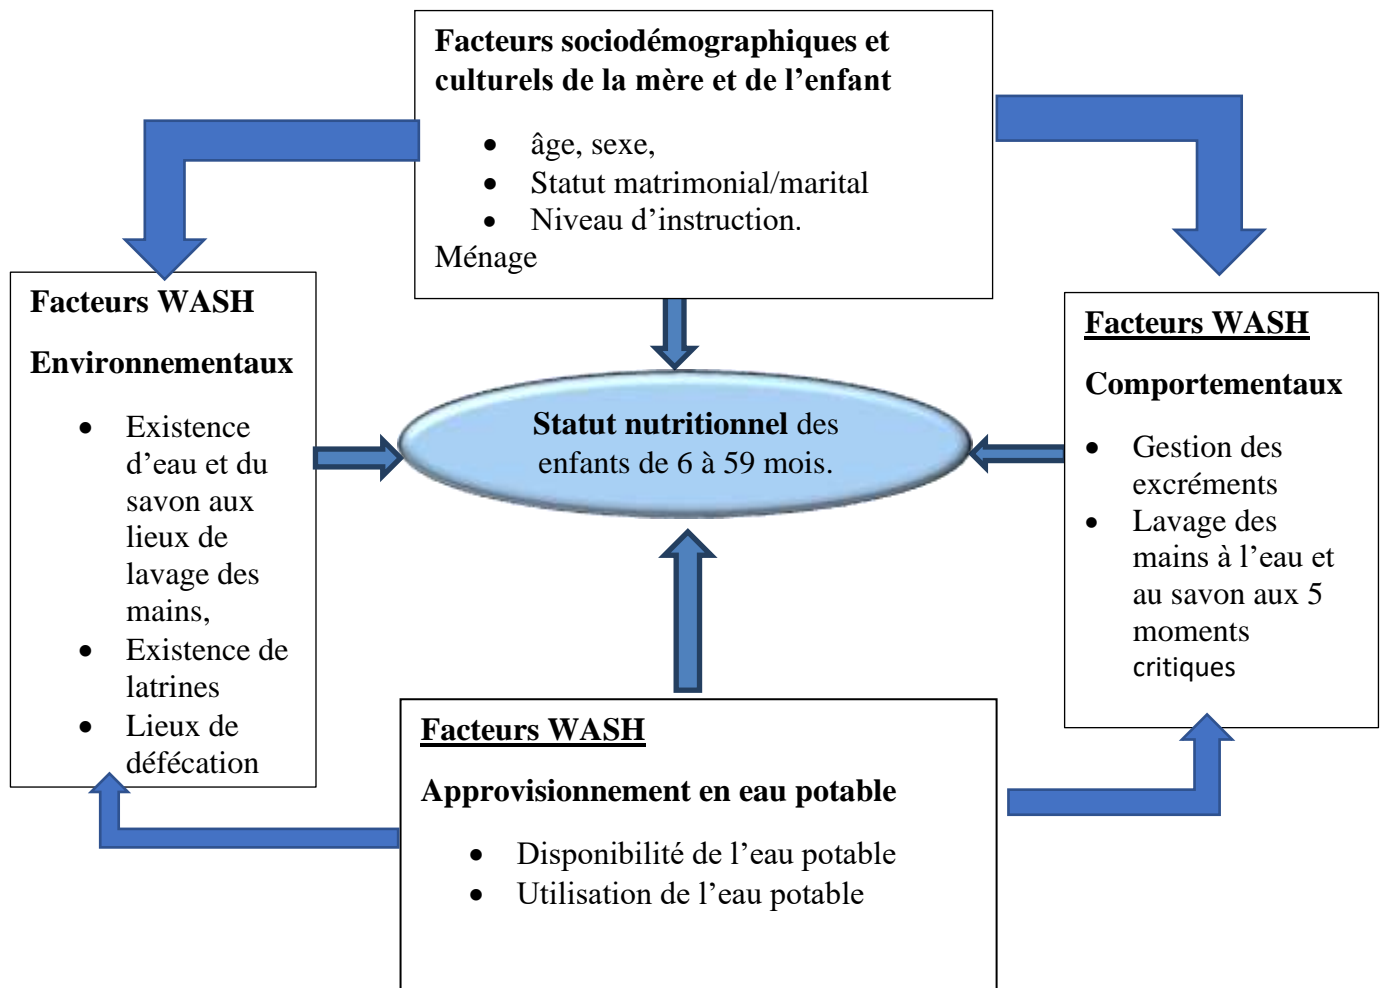 Facteurs sociodémographiques et
culturels de la mère et de l’enfant
• âge, sexe,
• Statut matrimonial/marital
• Niveau d’instruction.
Ménage
Facteurs WASH
Environnementaux
• Existence
d’eau et du
savon aux
lieux de
lavage des
mains,
• Existence de
latrines
• Lieux de
défécation
Statut nutritionnel des
enfants de 6 à 59 mois.
Facteurs WASH
Comportementaux
• Gestion des
excréments
• Lavage des
mains à l’eau et
au savon aux 5
moments
critiques
Facteurs WASH
Approvisionnement en eau potable
• Disponibilité de l’eau potable
• Utilisation de l’eau potable